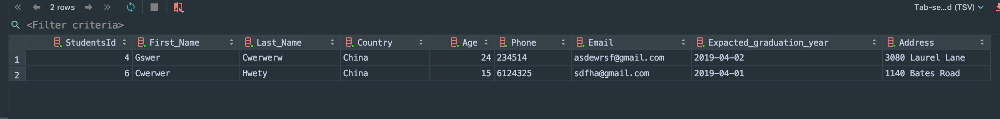 2 rows Tab-se...d (TSV)
<Filter criteria>
StudentsId First_Name Last_Name Country Age Phone Email Expacted_graduation_year Address
1 4 Gswer Cwerwerw China 24 234514 asdewrsf@gmail.com 2019-04-02 3080 Laurel Lane
2 6 Cwerwer Hwety China 15 6124325 sdfha@gmail.com 2019-04-01 1140 Bates Road